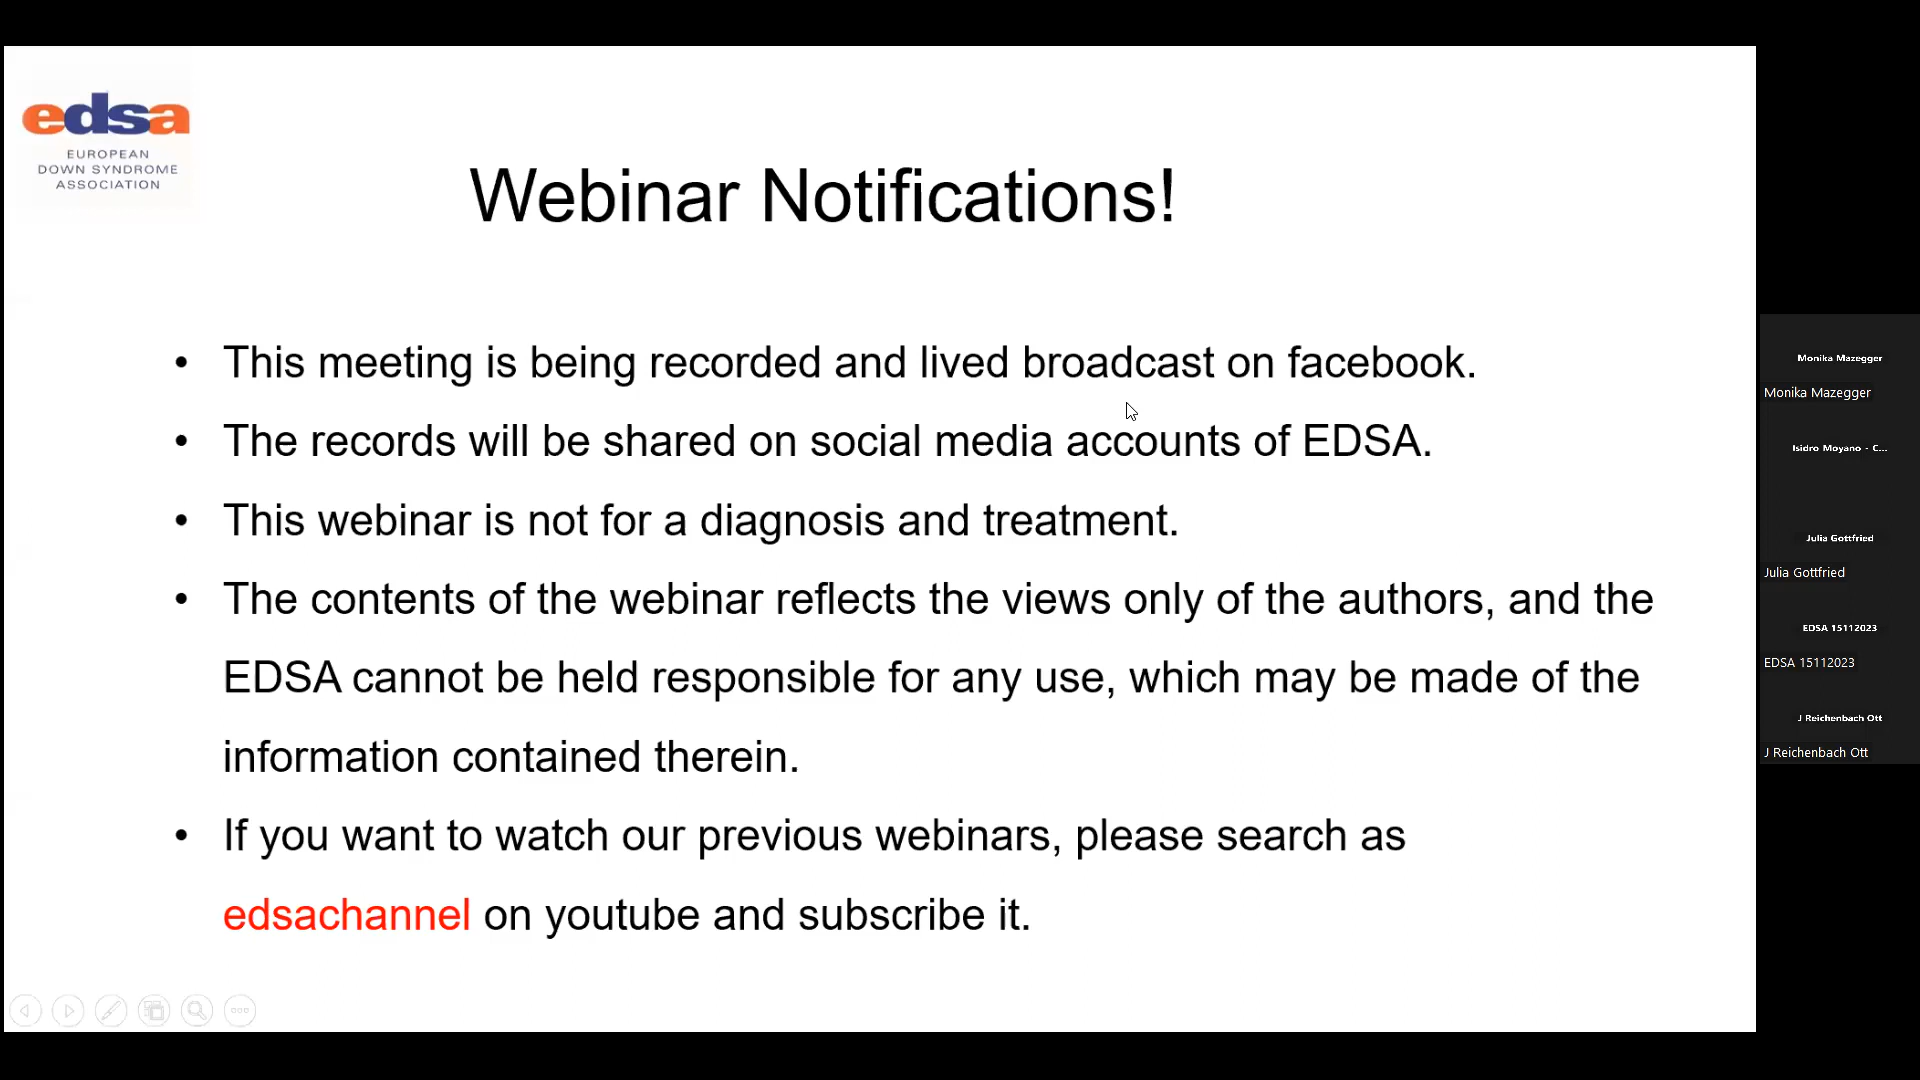 edsa
EUROPEAN
DOWN SYNDROME
ASSOCIATION
Webinar Notifications!
• This meeting is being recorded and lived broadcast on facebook.
• The records will be shared on social media accounts of EDSA.
• This webinar is not for a diagnosis and treatment.
• The contents of the webinar reflects the views only of the authors, and the
EDSA cannot be held responsible for any use, which may be made of the
information contained therein.
• If you want to watch our previous webinars, please search as
edsachannel on youtube and subscribe it.
Monika Mazegger
Monika Mazegger
Isidro Moyano - C...
Julia Gottfried
Julia Gottfried
EDSA 15112023
EDSA 15112023
J Reichenbach Ott
J Reichenbach Ott